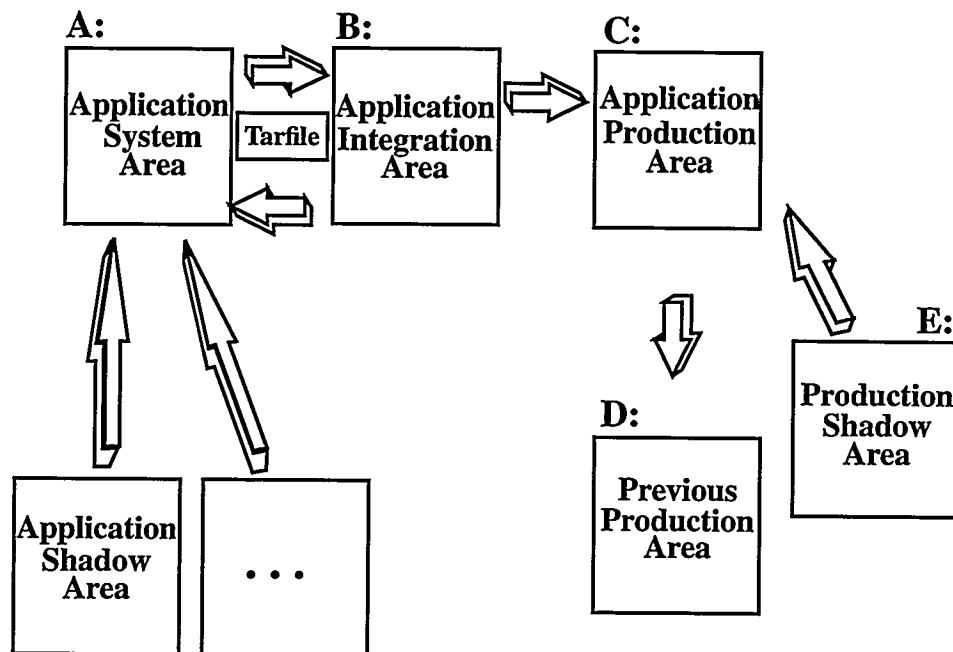 A:
Application
System
Area
Tarfile
B:
Application
Integration
Area
C:
Application
Production
Area
D:
Previous
Production
Area
E:
Production
Shadow
Area
Application
Shadow
Area
• • •